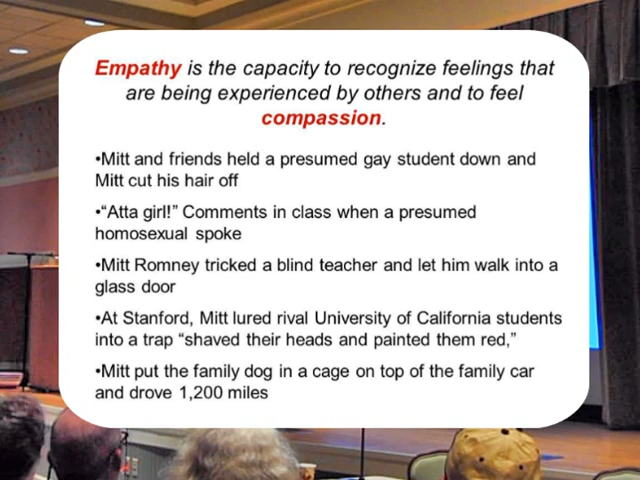 Empathy is the capacity to recognize feelings that
are being experienced by others and to feel
compassion.
•Mitt and friends held a presumed gay student down and
Mitt cut his hair off
•“Atta girl!” Comments in class when a presumed
homosexual spoke
•Mitt Romney tricked a blind teacher and let him walk into a
glass door
•At Stanford, Mitt lured rival University of California students
into a trap “shaved their heads and painted them red,”
•Mitt put the family dog in a cage on top of the family car
and drove 1,200 miles